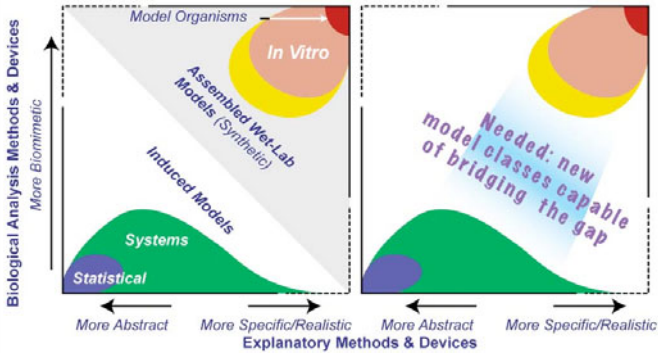 Biological Analysis Methods & Devices
More Biomimetic
Model Organisms
In Vitro
Assembled Wet-Lab
Models (Synthetic)
Induced Models
Systems
Statistical
Needed: new
model classes capable
of bridging the gap
More Abstract
More Specific/Realistic
More Abstract
More Specific/Realistic
Explanatory Methods & Devices